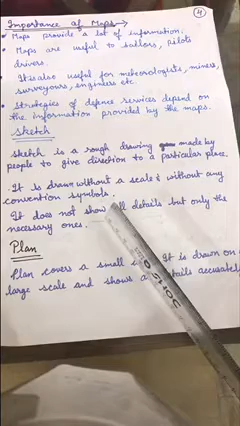 4
Importance of Maps
Maps provide a lot of information.
Maps are useful to sailors, pilots
drivers.
It is also useful for meteorologists, miners,
surveyours, engineers etc.
Strategies of defense services depend on
the information provided by the maps.
Sketch
Sketch is a rough drawing made by
people to give direction to a particular place.
It is drawn without a scale & without any
convention symbols.
It does not show all details but only the
necessary ones.
Plan
Plan covers a small It is drawn on a
large scale and shows a details accurately